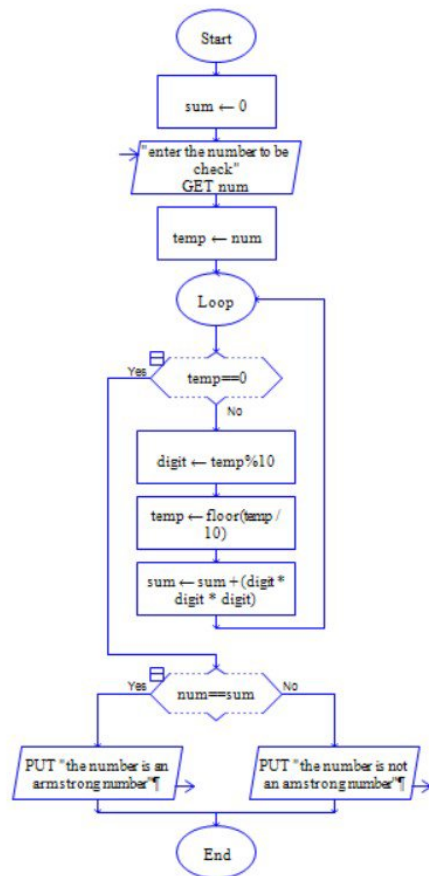 Start
sum ← 0
"enter the number to be
check"
GET num
temp ← num
Loop
Yes
temp==0
No
digit ← temp%10
temp ← floor(temp /
10)
sum ← sum + (digit *
digit * digit)
Yes
num==sum
No
PUT "the number is an
armstrong number"¶
PUT "the number is not
an amstrong number"¶
End